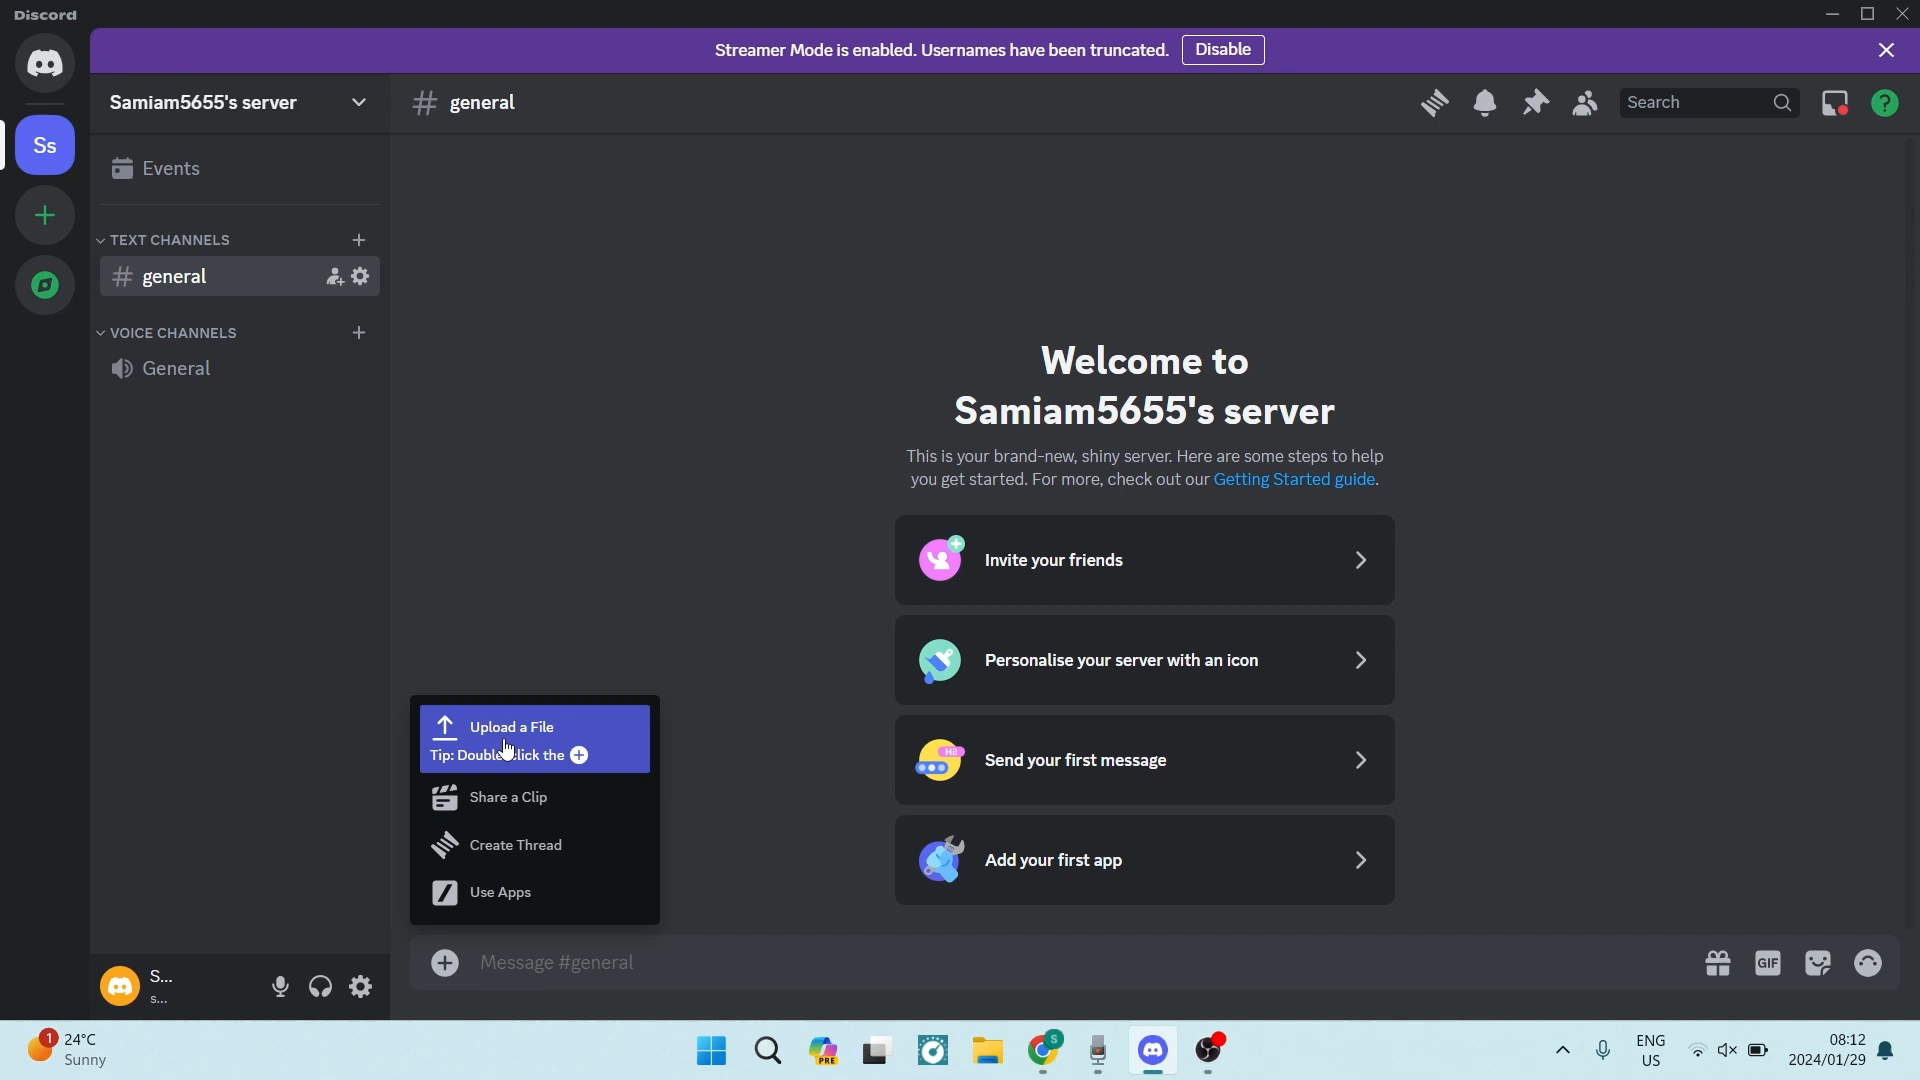 Discord
Streamer Mode is enabled. Usernames have been truncated. Disable
Samiam5655's server
general
Search
Ss
Events
TEXT CHANNELS
general
VOICE CHANNELS
General
Welcome to
Samiam5655's server
This is your brand-new, shiny server. Here are some steps to help
you get started. For more, check out our Getting Started guide.
Invite your friends
Personalise your server with an icon
Hi!
Send your first message
Add your first app
Upload a File
Tip: Double click the
Share a Clip
Create Thread
Use Apps
Message #general
GIF
S...
s...
1
24°C
Sunny
PRE
S
ENG
US
08:12
2024/01/29